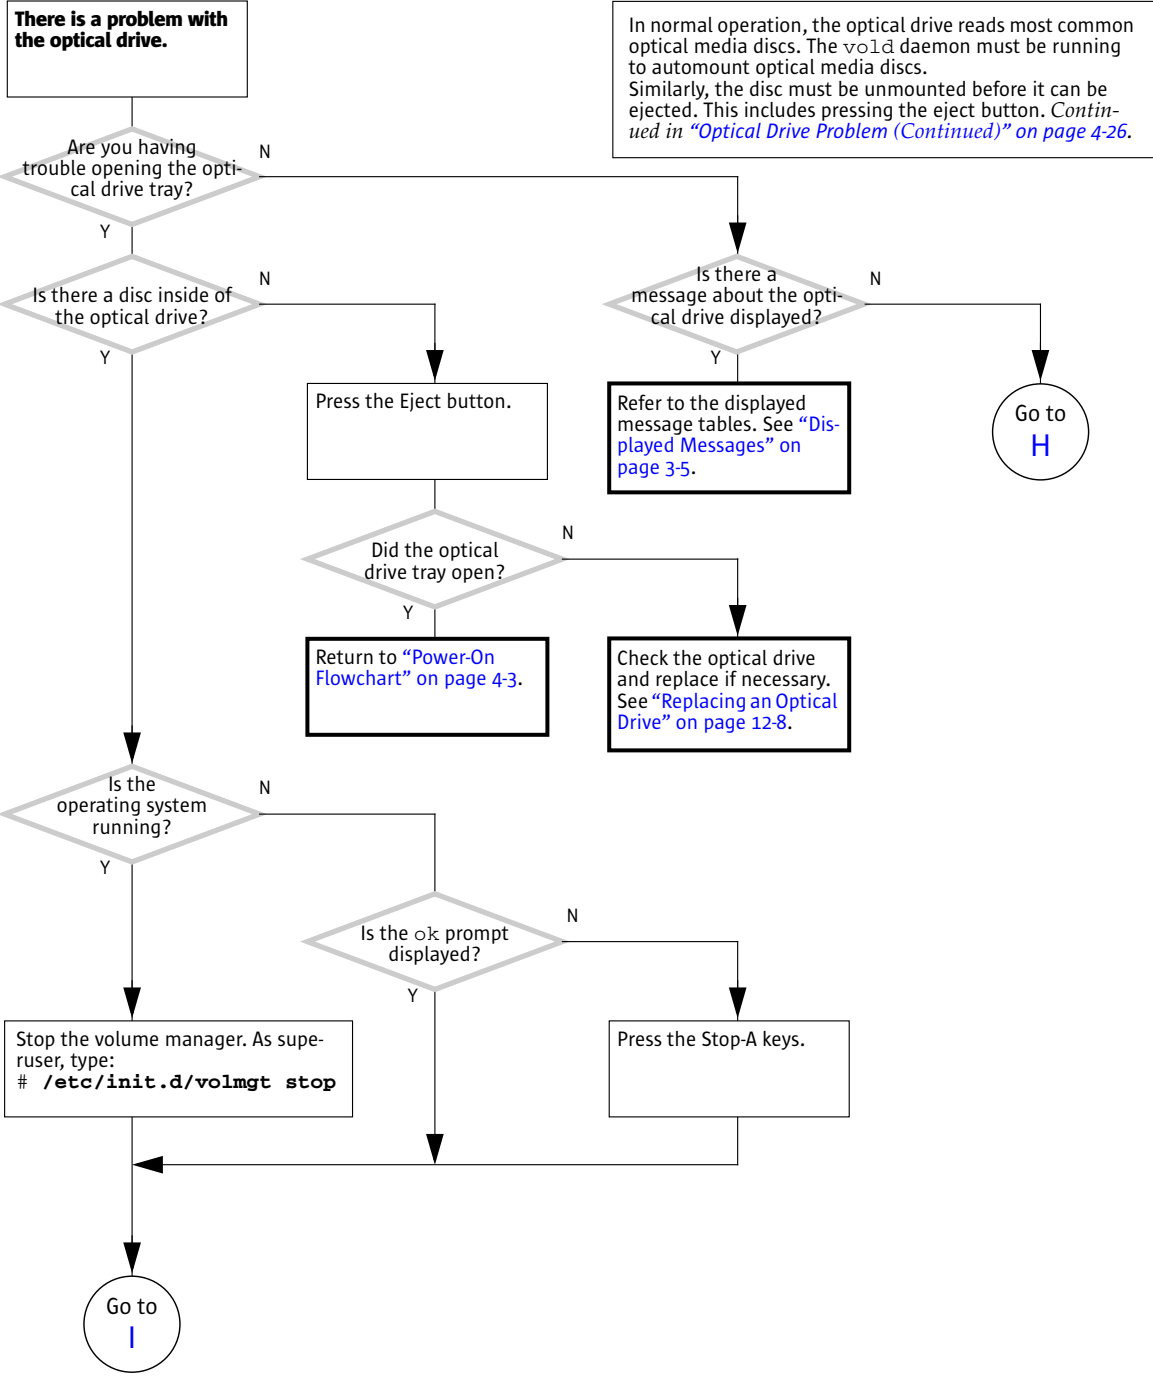 There is a problem with
the optical drive.
In normal operation, the optical drive reads most common
optical media discs. The vold daemon must be running
to automount optical media discs.
Similarly, the disc must be unmounted before it can be
ejected. This includes pressing the eject button. Contin-
ued in "Optical Drive Problem (Continued)" on page 4-26.
Are you having
trouble opening the opti-
cal drive tray?
N
Y
Is there a disc inside of
the optical drive?
N
Y
Is there a
message about the opti-
cal drive displayed?
N
Y
Press the Eject button.
Refer to the displayed
message tables. See "Dis-
played Messages" on
page 3-5.
Go to
H
Did the optical
drive tray open?
N
Y
Return to "Power-On
Flowchart" on page 4-3.
Check the optical drive
and replace if necessary.
See "Replacing an Optical
Drive" on page 12-8.
Is the
operating system
running?
N
Y
Is the ok prompt
displayed?
N
Y
Stop the volume manager. As supe-
ruser, type:
# /etc/init.d/volmgt stop
Press the Stop-A keys.
Go to
I